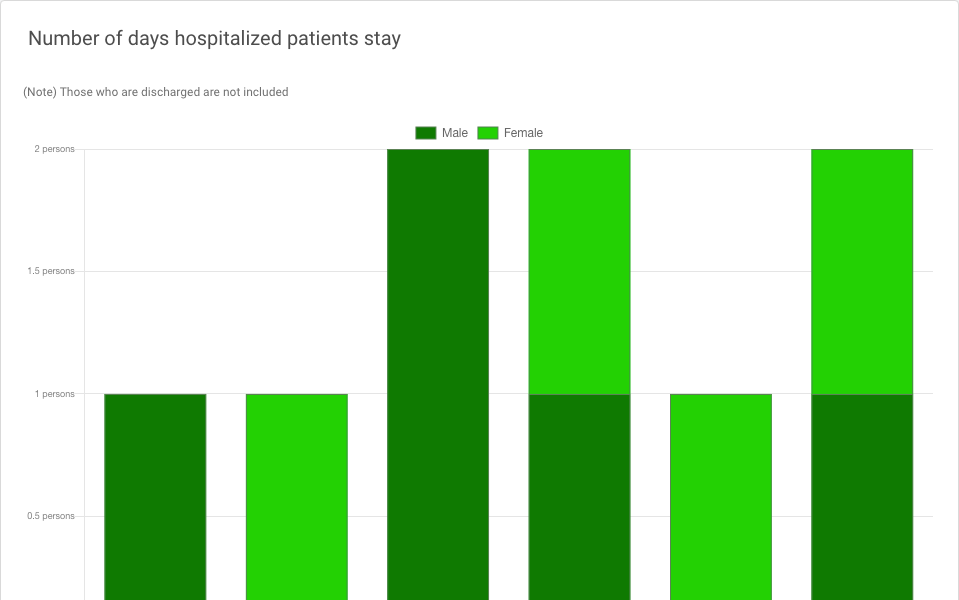 Number of days hospitalized patients stay
(Note) Those who are discharged are not included
Male Female
2 persons
1.5 persons
1 persons
0.5 persons